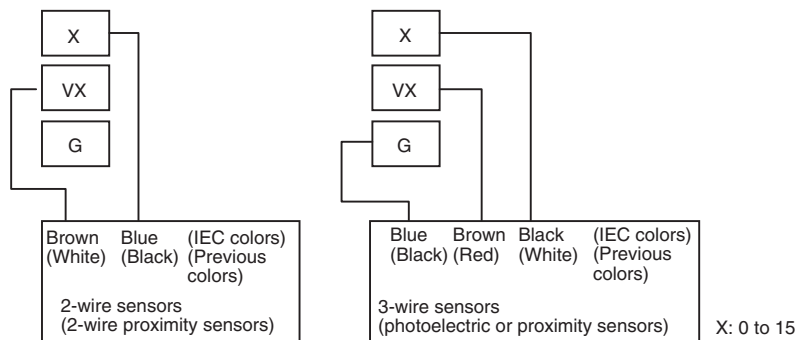 X
VX
G
Brown Blue (IEC colors)
(White) (Black) (Previous
colors)
2-wire sensors
(2-wire proximity sensors)
X
VX
G
Blue Brown Black (IEC colors)
(Black) (Red) (White) (Previous
colors)
3-wire sensors
(photoelectric or proximity sensors)
X: 0 to 15